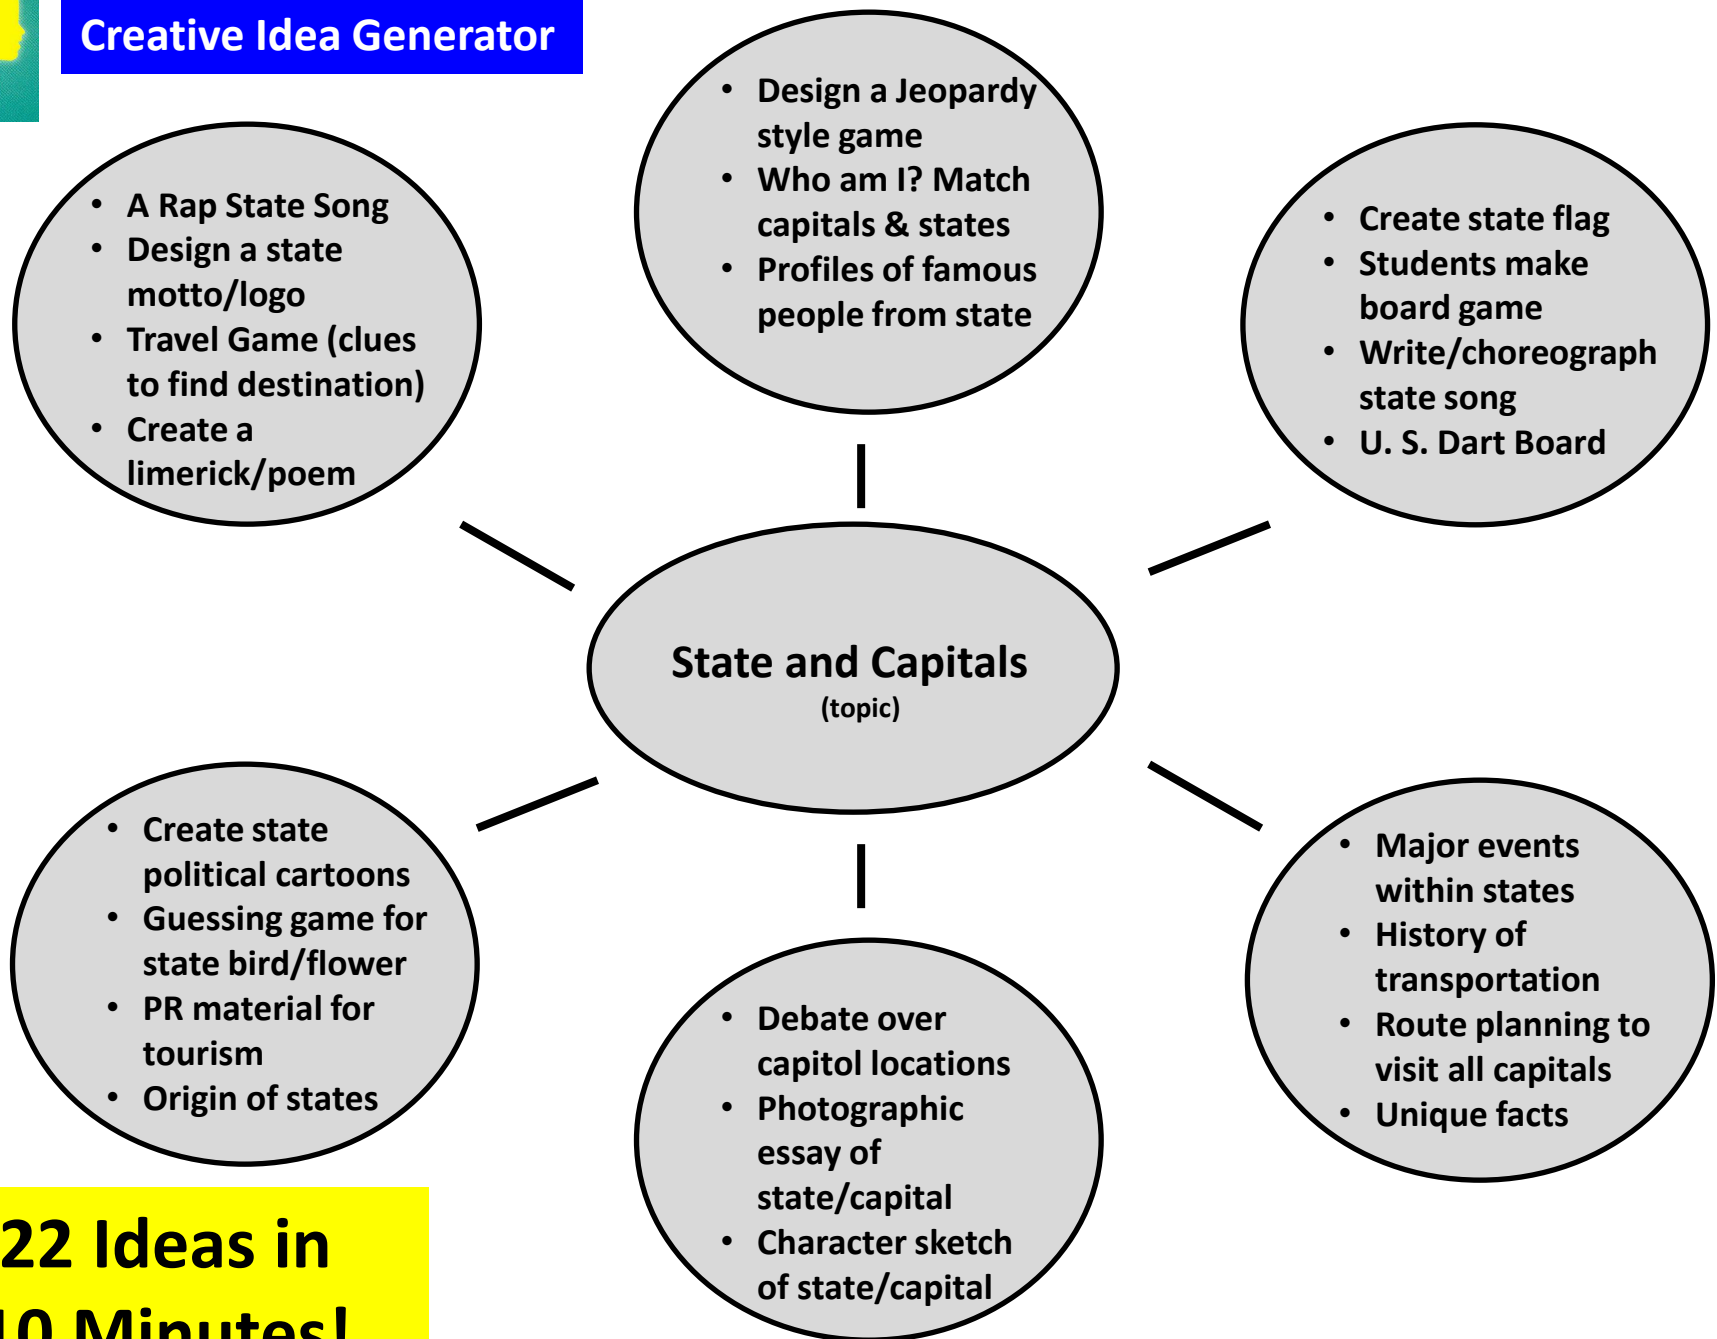 Creative Idea Generator
• Design a Jeopardy
style game
• Who am I? Match
capitals & states
• Profiles of famous
people from state
• A Rap State Song
• Design a state
motto/logo
• Travel Game (clues
to find destination)
• Create a
limerick/poem
• Create state flag
• Students make
board game
• Write/choreograph
state song
• U. S. Dart Board
State and Capitals
(topic)
• Create state
political cartoons
• Guessing game for
state bird/flower
• PR material for
tourism
• Origin of states
• Debate over
capitol locations
• Photographic
essay of
state/capital
• Character sketch
of state/capital
• Major events
within states
• History of
transportation
• Route planning to
visit all capitals
• Unique facts
22 Ideas in
10 Minutes!